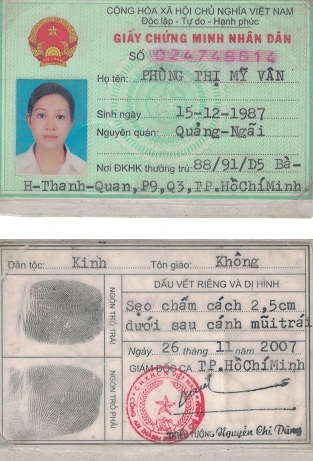 CỘNG HÒA XÃ HỘI CHỦ NGHĨA VIỆT NAM
Độc lập - Tự do - Hạnh phúc
GIẤY CHỨNG MINH NHÂN DÂN
SỐ 024748614
Họ tên: PHÙNG THỊ MỸ VÂN
Sinh ngày 15-12-1987
Nguyên quán: Quảng-Ngãi
Nơi ĐKHK thường trú: 88/91/D5 Bà-
H-Thanh-Quan,P9,Q3,T.P.HồChíMinh
Dân tộc: Kinh Tôn giáo: Không
NGÓN TRỎ TRÁI
NGÓN TRỎ PHẢI
DẤU VẾT RIÊNG VÀ DỊ HÌNH
Sẹo chấm cách 2,5cm
dưới sau cánh mũi trái
Ngày 26 tháng 11 năm 2007
GIÁM ĐỐC CA T.P.HồChíMinh
TƯỚNG Nguyễn Chí Dũng